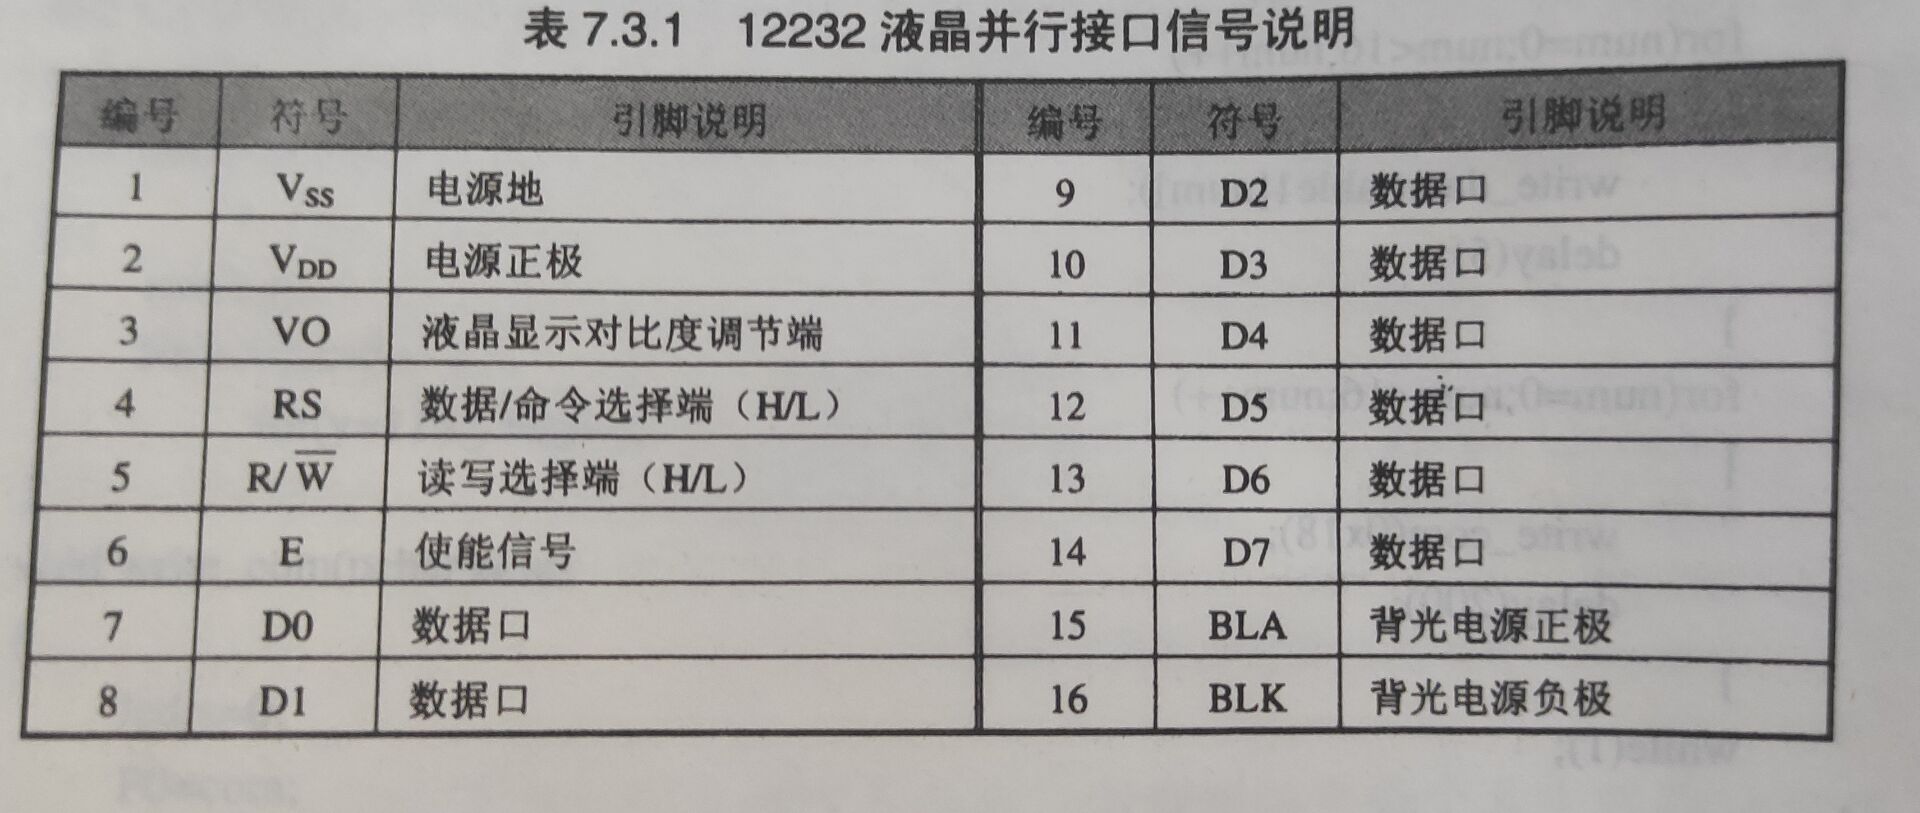 表 7.3.1 12232 液晶并行接口信号说明
编号 符号 引脚说明 编号 符号 引脚说明
1 VSS 电源地 9 D2 数据口
2 VDD 电源正极 10 D3 数据口
3 VO 液晶显示对比度调节端 11 D4 数据口
4 RS 数据/命令选择端（H/L） 12 D5 数据口
5 R/W̅ 读写选择端（H/L） 13 D6 数据口
6 E 使能信号 14 D7 数据口
7 D0 数据口 15 BLA 背光电源正极
8 D1 数据口 16 BLK 背光电源负极